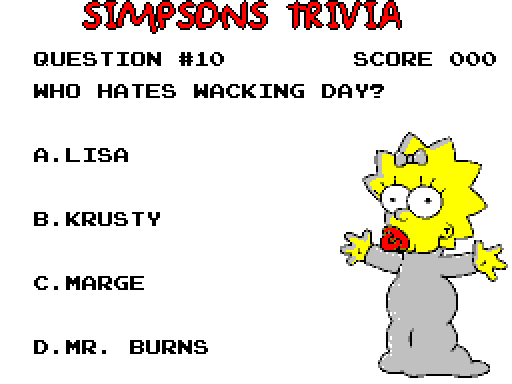 SIMPSONS TRIVIA
QUESTION #10 SCORE 000
WHO HATES WACKING DAY?
A.LISA
B.KRUSTY
C.MARGE
D.MR. BURNS